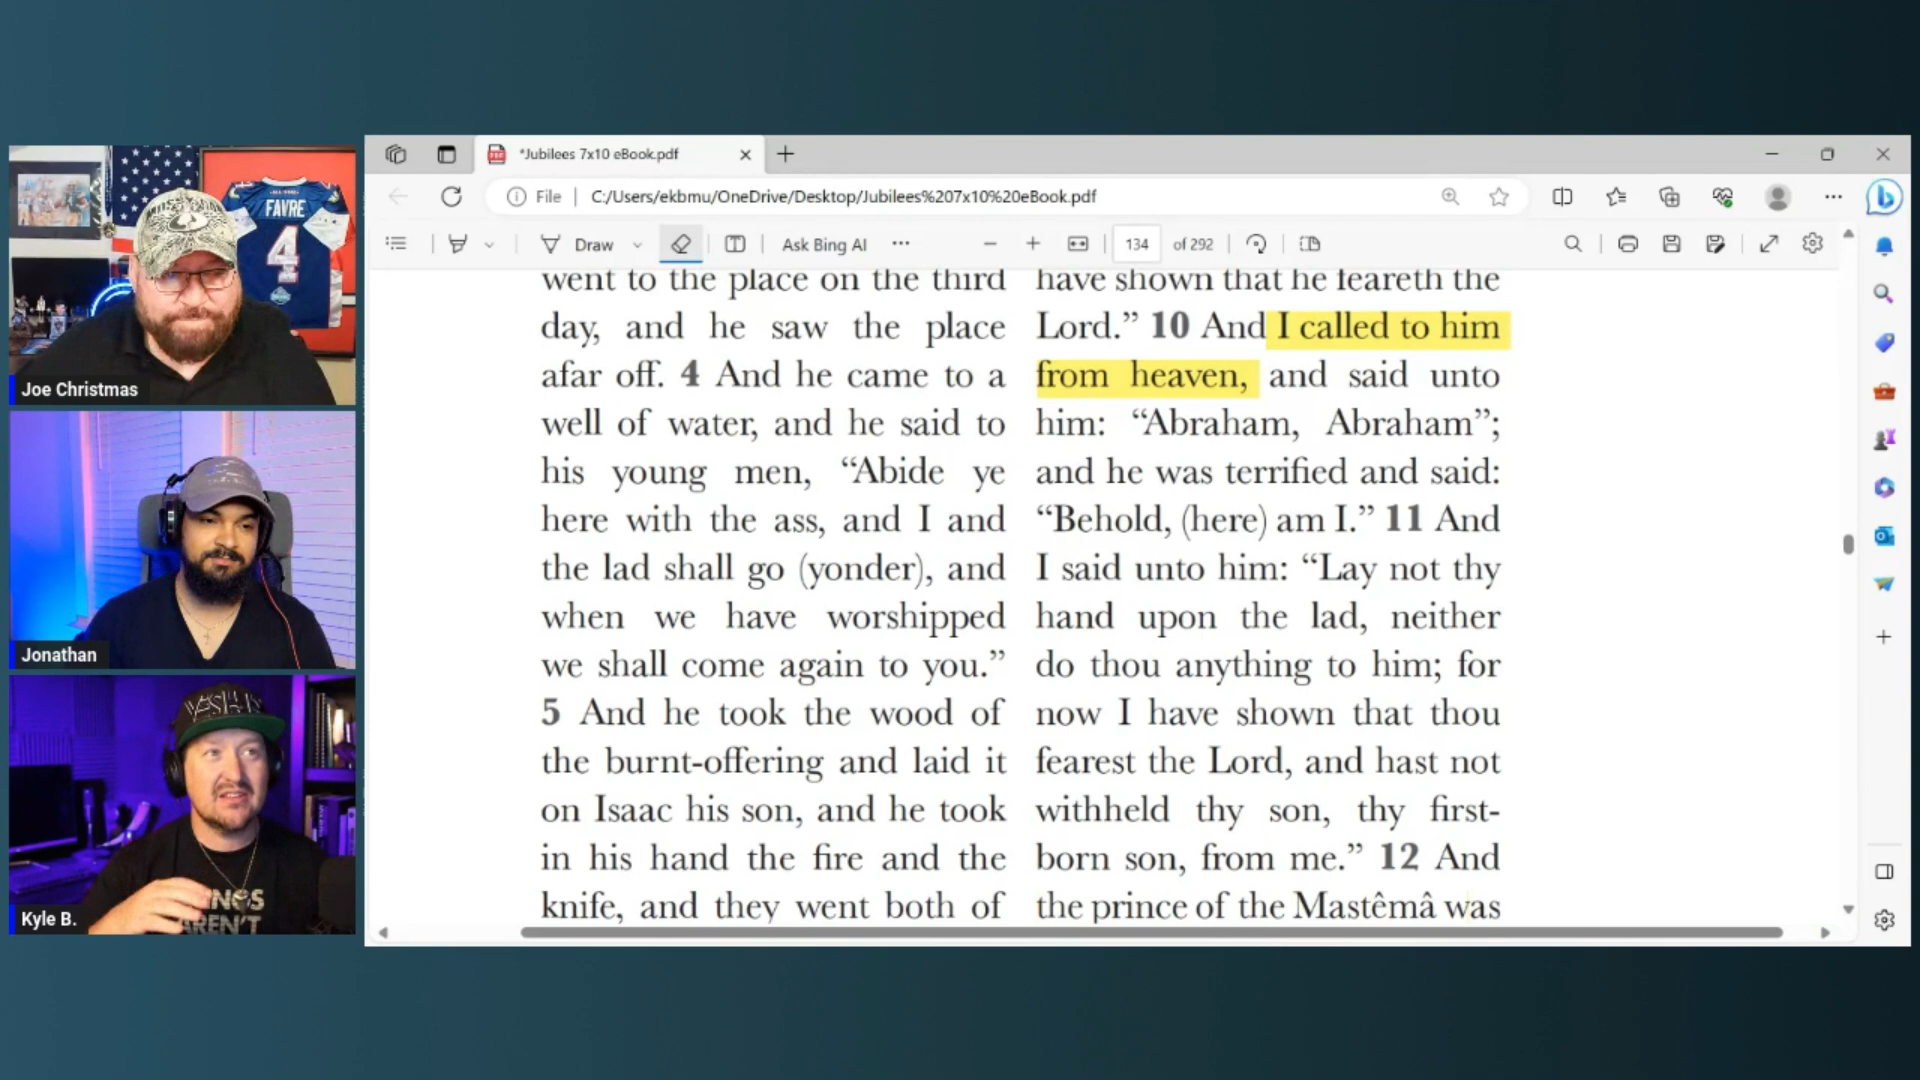 *Jubilees 7x10 eBook.pdf
File
C:/Users/ekbmu/OneDrive/Desktop/Jubilees%207x10%20eBook.pdf
Draw
Ask Bing AI
134 of 292
went to the place on the third
day, and he saw the place
afar off. 4 And he came to a
well of water, and he said to
his young men, “Abide ye
here with the ass, and I and
the lad shall go (yonder), and
when we have worshipped
we shall come again to you.”
5 And he took the wood of
the burnt-offering and laid it
on Isaac his son, and he took
in his hand the fire and the
knife, and they went both of
have shown that he feareth the
Lord.” 10 And I called to him
from heaven, and said unto
him: “Abraham, Abraham”;
and he was terrified and said:
“Behold, (here) am I.” 11 And
I said unto him: “Lay not thy
hand upon the lad, neither
do thou anything to him; for
now I have shown that thou
fearest the Lord, and hast not
withheld thy son, thy first-
born son, from me.” 12 And
the prince of the Mastêmâ was
FAVRE
4
Joe Christmas
Jonathan
AREN'T
Kyle B.